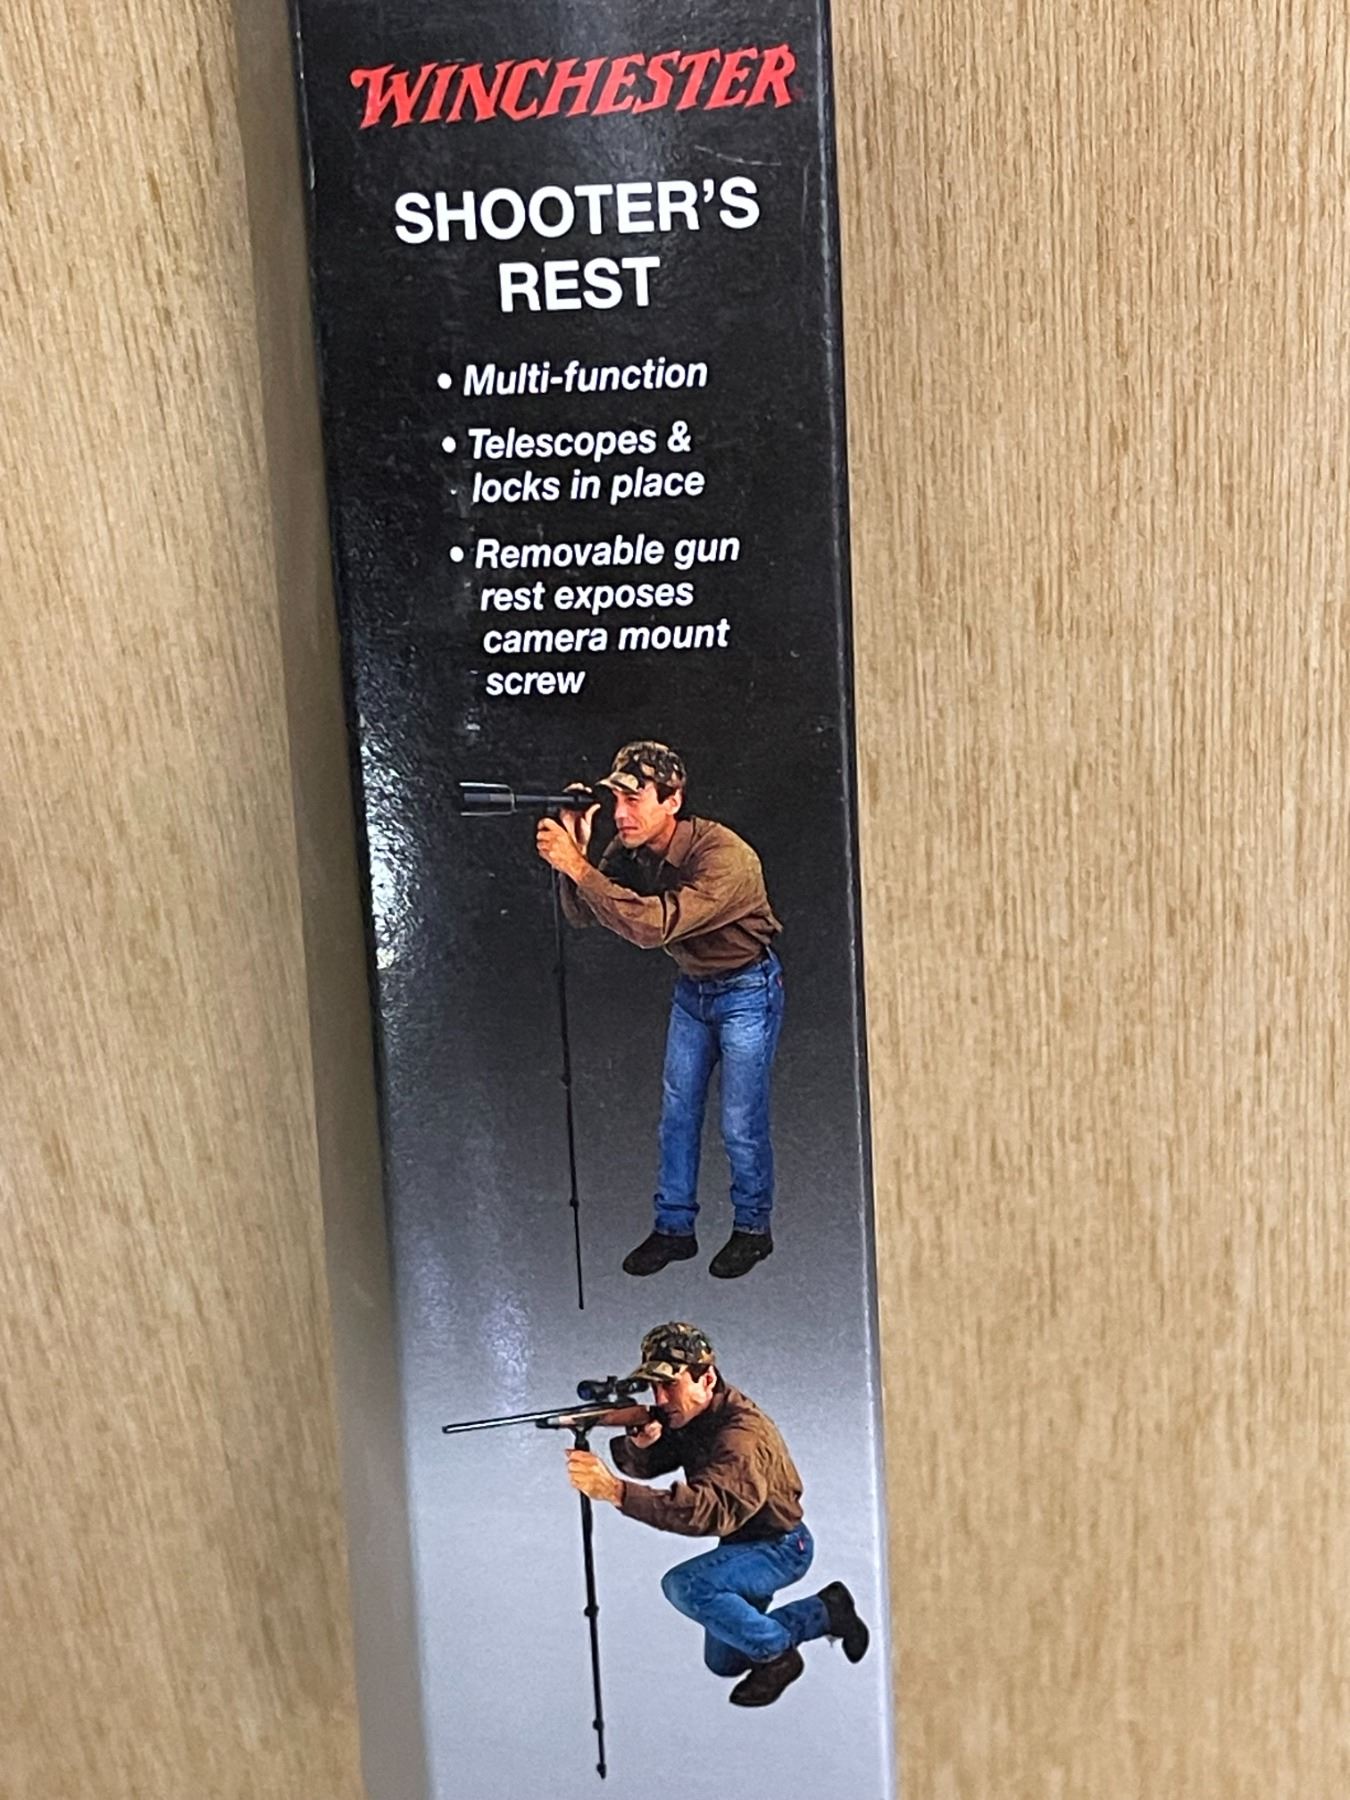 WINCHESTER
SHOOTER'S
REST
• Multi-function
• Telescopes &
locks in place
• Removable gun
rest exposes
camera mount
screw